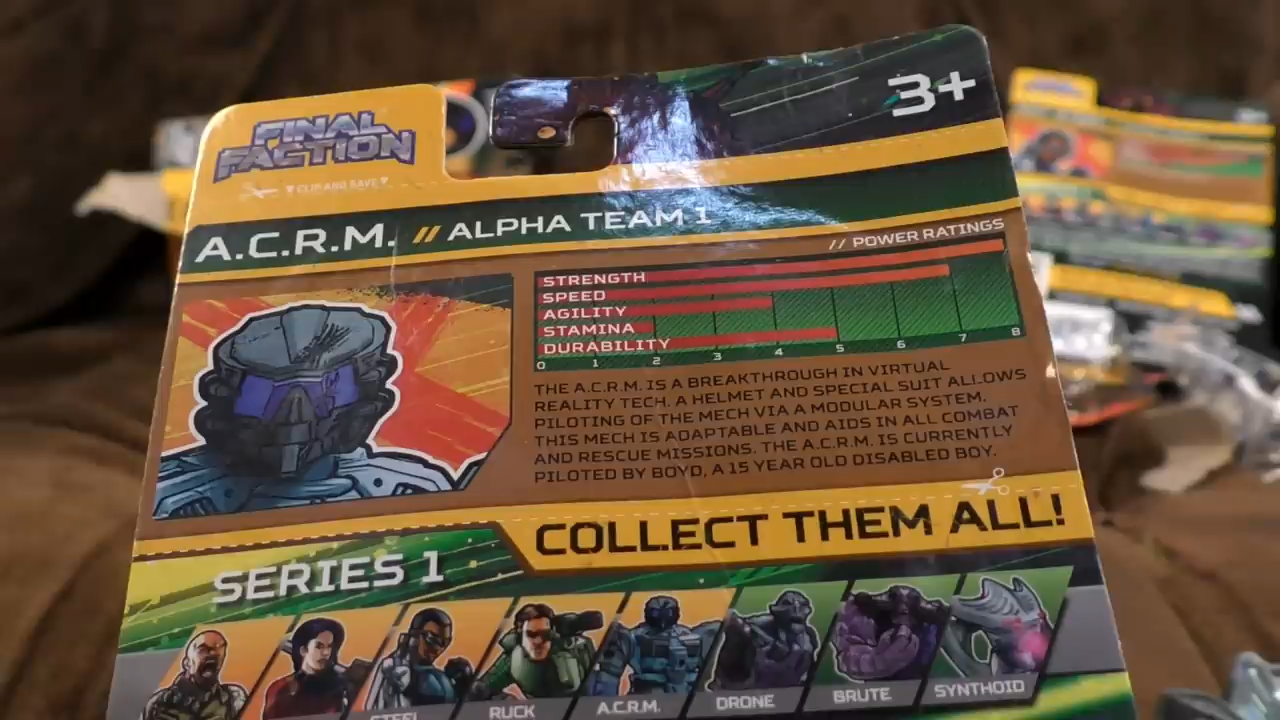 FINAL
FACTION
CLIP AND SAVE
3+
A.C.R.M. // ALPHA TEAM 1
// POWER RATINGS
STRENGTH
SPEED
AGILITY
STAMINA
DURABILITY
0 1 2 3 4 5 6 7 8
THE A.C.R.M. IS A BREAKTHROUGH IN VIRTUAL
REALITY TECH. A HELMET AND SPECIAL SUIT ALLOWS
PILOTING OF THE MECH VIA A MODULAR SYSTEM.
THIS MECH IS ADAPTABLE AND AIDS IN ALL COMBAT
AND RESCUE MISSIONS. THE A.C.R.M. IS CURRENTLY
PILOTED BY BOYD, A 15 YEAR OLD DISABLED BOY.
COLLECT THEM ALL!
SERIES 1
STEEL RUCK A.C.R.M. DRONE BRUTE SYNTHOID